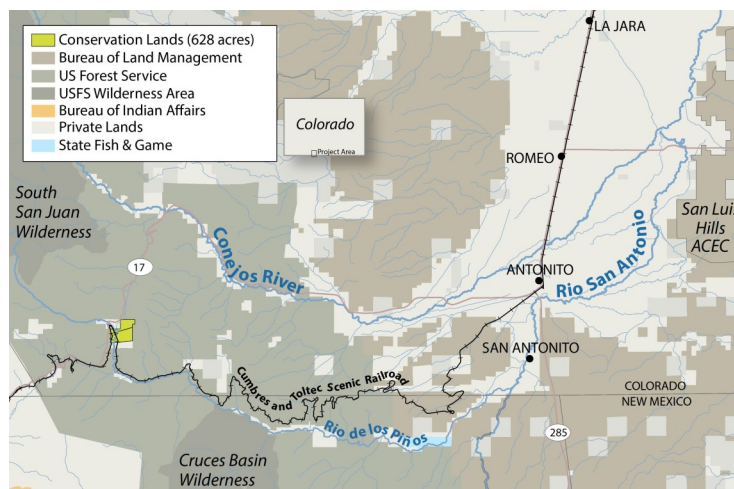 Conservation Lands (628 acres)
Bureau of Land Management
US Forest Service
USFS Wilderness Area
Bureau of Indian Affairs
Private Lands
State Fish & Game
Colorado
Project Area
LA JARA
ROMEO
South
San Juan
Wilderness
San Luis
Hills
ACEC
17
Conejos River
Rio San Antonio
ANTONITO
SAN ANTONITO
Cumbres and Toltec Scenic Railroad
COLORADO
NEW MEXICO
Rio de los Piños
285
Cruces Basin
Wilderness